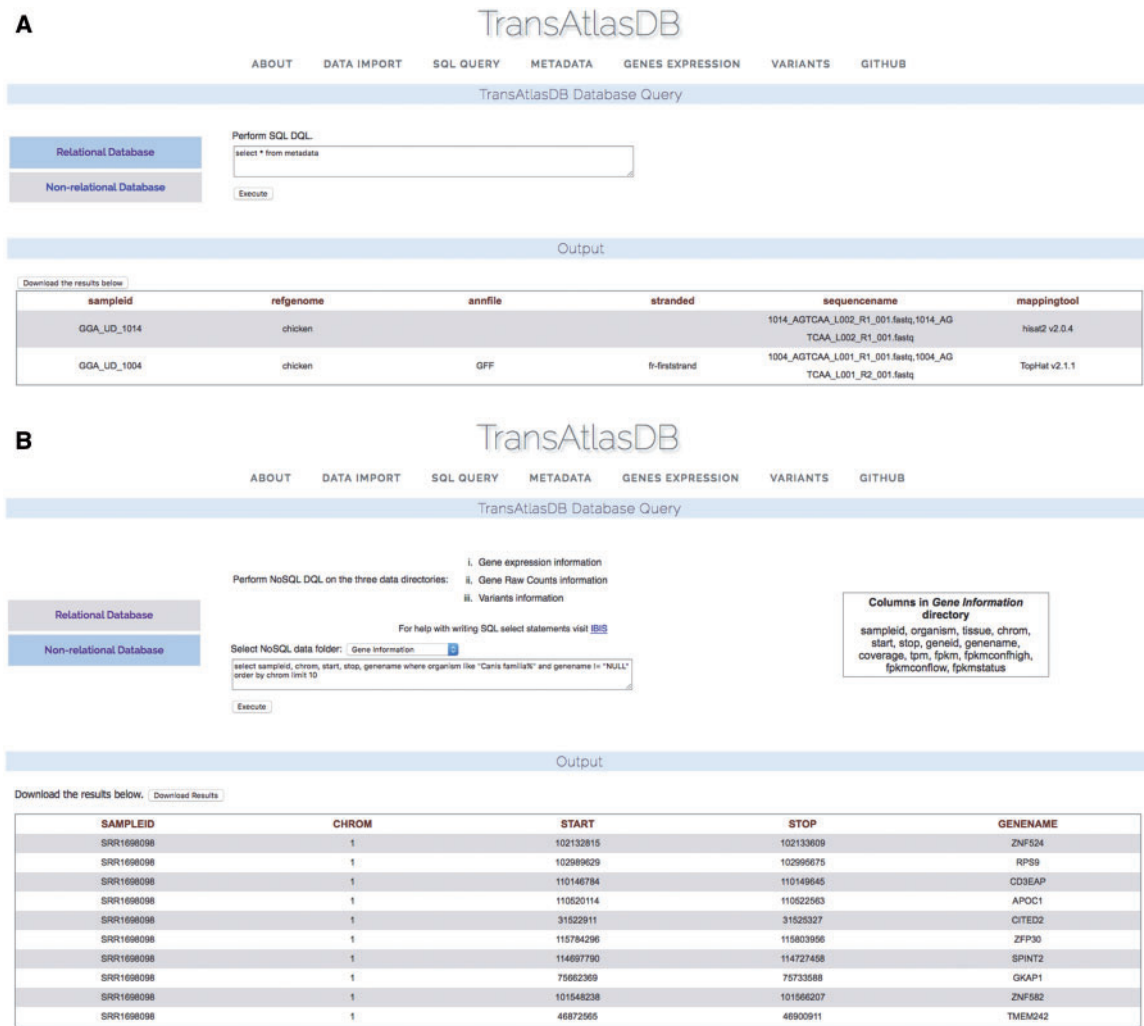 A
TransAtlasDB
ABOUT DATA IMPORT SQL QUERY METADATA GENES EXPRESSION VARIANTS GITHUB
TransAtlasDB Database Query
Relational Database
Non-relational Database
Perform SQL DQL.
select * from metadata
Execute
Output
Download the results below
sampleid refgenome annfile stranded sequencename mappingtool
GGA_UD_1014 chicken 1014_AGTCAA_L002_R1_001.fastq,1014_AG
TCAA_L002_R1_001.fastq hisat2 v2.0.4
GGA_UD_1004 chicken GFF fr-firststrand 1004_AGTCAA_L001_R1_001.fastq,1004_AG
TCAA_L001_R2_001.fastq TopHat v2.1.1
B
TransAtlasDB
ABOUT DATA IMPORT SQL QUERY METADATA GENES EXPRESSION VARIANTS GITHUB
TransAtlasDB Database Query
Relational Database
Non-relational Database
Perform NoSQL DQL on the three data directories:
i. Gene expression information
ii. Gene Raw Counts information
iii. Variants information
For help with writing SQL select statements visit IBIS
Select NoSQL data folder: Gene Information
select sampleid, chrom, start, stop, genename where organism like "Canis familia%" and genename != "NULL"
order by chrom limit 10
Execute
Columns in Gene Information
directory
sampleid, organism, tissue, chrom,
start, stop, geneid, genename,
coverage, tpm, fpkm, fpkmconfhigh,
fpkmconflow, fpkmstatus
Output
Download the results below. Download Results
SAMPLEID CHROM START STOP GENENAME
SRR1698098 1 102132815 102133609 ZNF524
SRR1698098 1 102989629 102995675 RPS9
SRR1698098 1 110146784 110149645 CD3EAP
SRR1698098 1 110520114 110522563 APOC1
SRR1698098 1 31522911 31525327 CITED2
SRR1698098 1 115784296 115803956 ZFP30
SRR1698098 1 114697790 114727458 SPINT2
SRR1698098 1 75662369 75733588 GKAP1
SRR1698098 1 101548238 101566207 ZNF582
SRR1698098 1 46872565 46900911 TMEM242